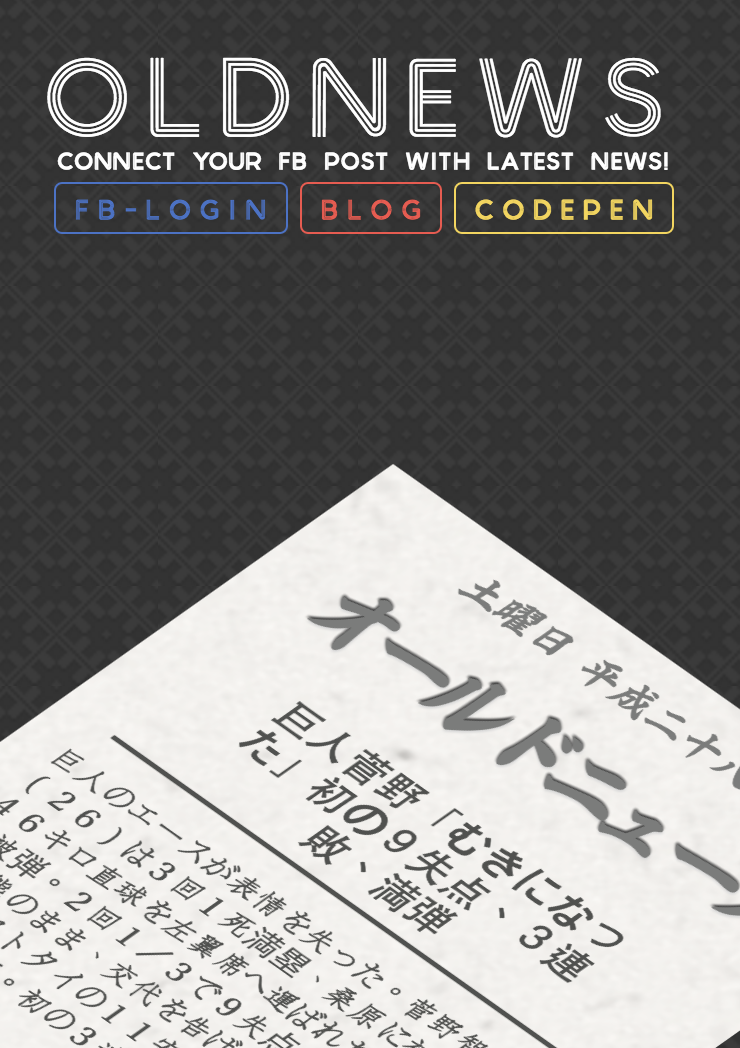 OLDNEWS
CONNECT YOUR FB POST WITH LATEST NEWS!
FB-LOGIN BLOG CODEPEN
土曜日 平成二十八
オールドニュー
巨人菅野「むきになっ
た」初の9失点、3連
敗、満弾
巨人のエースが表情を失った。菅野智
(26)は3回1死満塁、桑原に
46キロ直球を左翼席へ運ばれ
被弾。2回1/3で9失点
のまま、交代を告げ
ストタイの11安
。初の3連